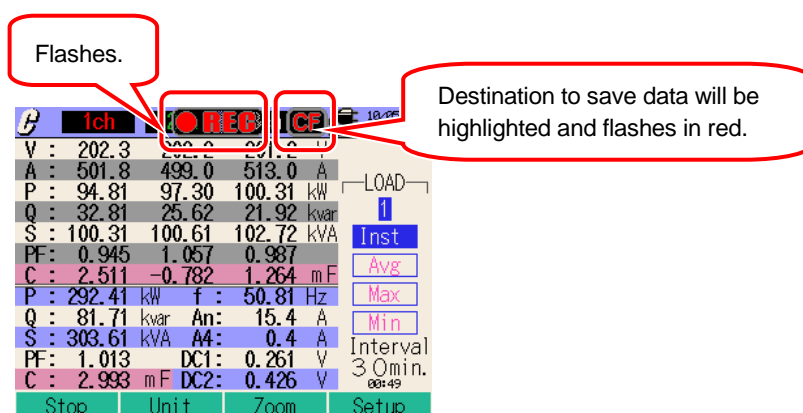 Flashes.
Destination to save data will be
highlighted and flashes in red.
1ch REC CF
V : 202.3
A : 501.8 499.0 513.0 A
P : 94.81 97.30 100.31 kW
Q : 32.81 25.62 21.92 kvar
S : 100.31 100.61 102.72 kVA
PF: 0.945 1.057 0.987
C : 2.511 -0.782 1.264 mF
P : 292.41 kW f : 50.81 Hz
Q : 81.71 kvar An: 15.4 A
S : 303.61 kVA A4: 0.4 A
PF: 1.013 DC1: 0.261 V
C : 2.993 mF DC2: 0.426 V
LOAD
1
Inst
Avg
Max
Min
Interval
30min.
00:49
Stop Unit Zoom Setup